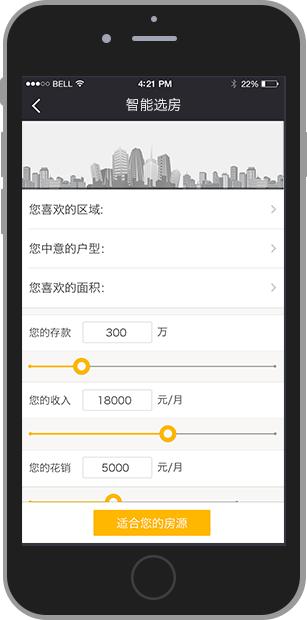 BELL 4:21 PM 22%
智能选房
您喜欢的区域:
您中意的户型:
您喜欢的面积:
您的存款 300 万
您的收入 18000 元/月
您的花销 5000 元/月
适合您的房源